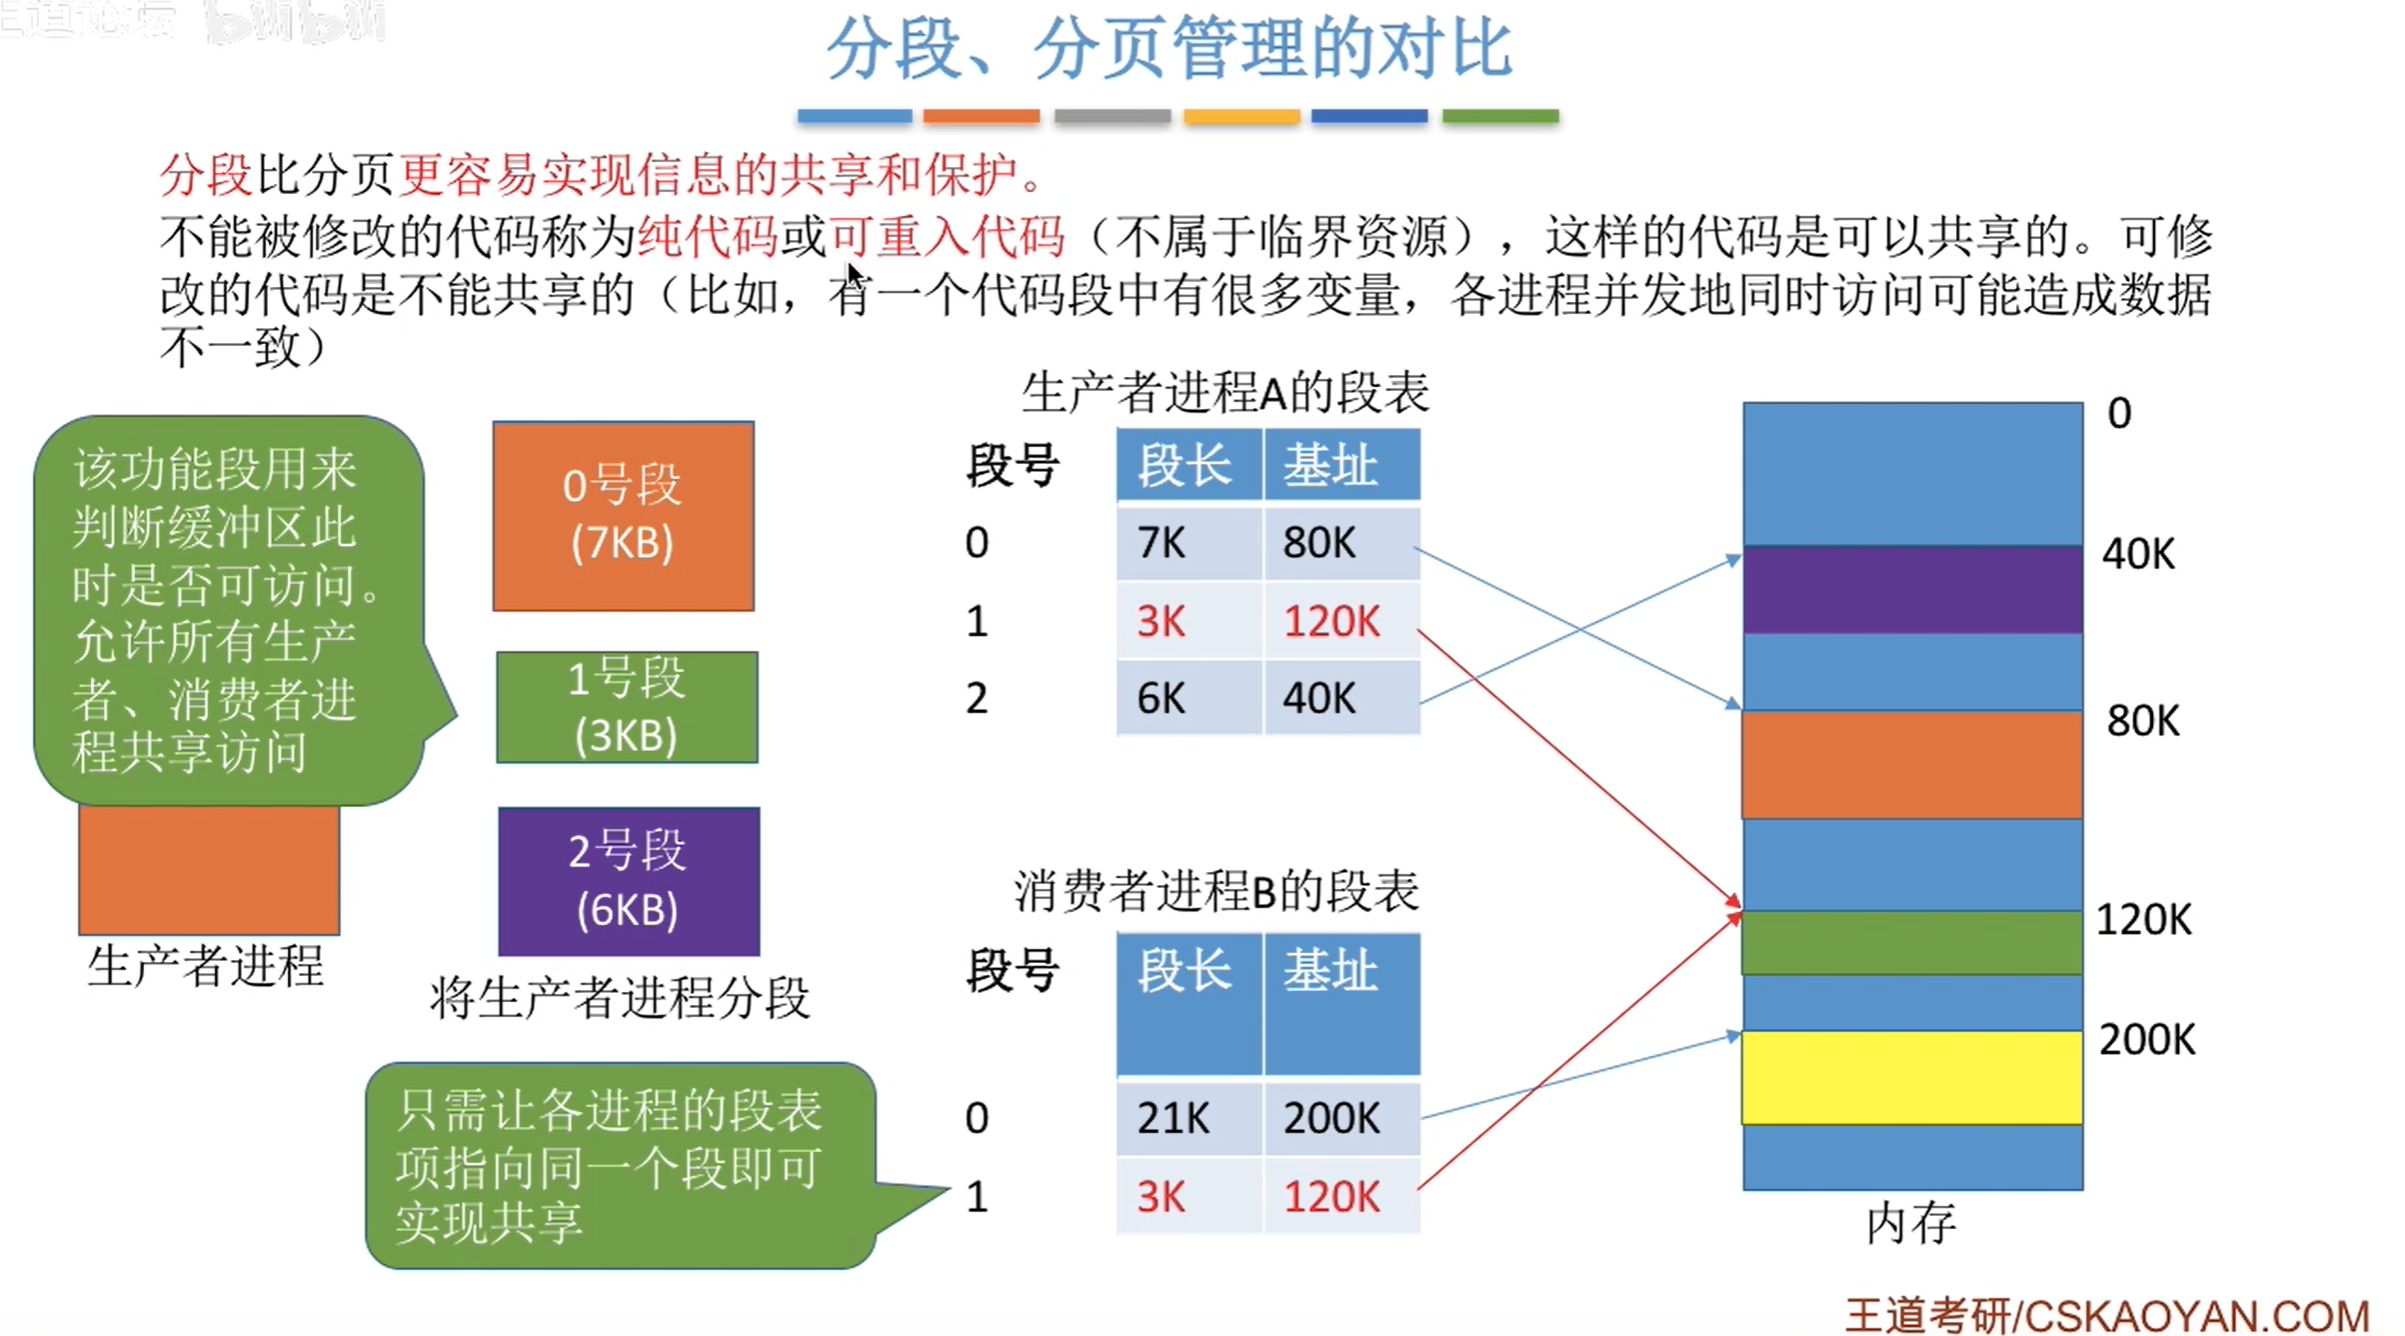 王道论坛 bilibili
分段、分页管理的对比
分段比分页更容易实现信息的共享和保护。
不能被修改的代码称为纯代码或可重入代码（不属于临界资源），这样的代码是可以共享的。可修
改的代码是不能共享的（比如，有一个代码段中有很多变量，各进程并发地同时访问可能造成数据
不一致）
该功能段用来
判断缓冲区此
时是否可访问。
允许所有生产
者、消费者进
程共享访问
生产者进程
0号段
(7KB)
1号段
(3KB)
2号段
(6KB)
将生产者进程分段
只需让各进程的段表
项指向同一个段即可
实现共享
生产者进程A的段表
段号 段长 基址
0 7K 80K
1 3K 120K
2 6K 40K
消费者进程B的段表
段号 段长 基址
0 21K 200K
1 3K 120K
0
40K
80K
120K
200K
内存
王道考研/CSKAOYAN.COM